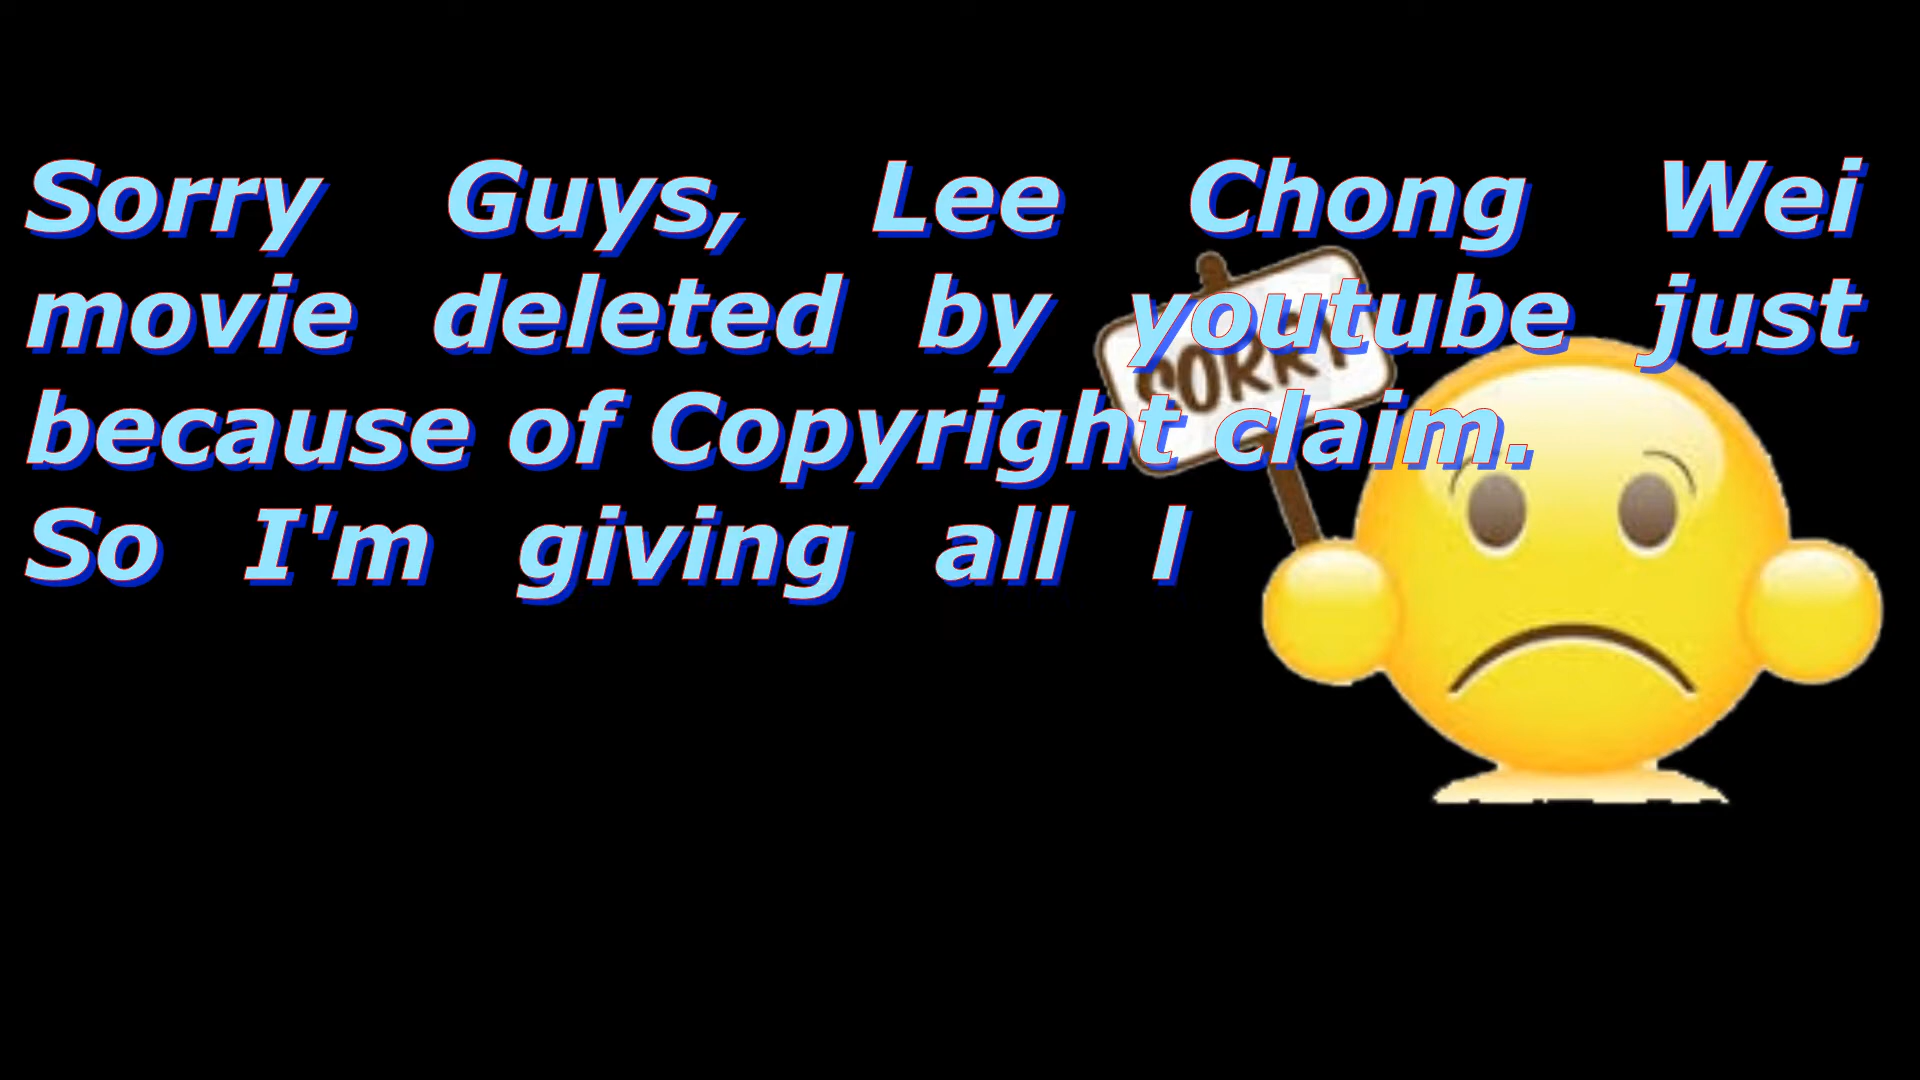 Sorry Guys, Lee Chong Wei
movie deleted by youtube just
because of Copyright claim.
So I'm giving all l
SORRY